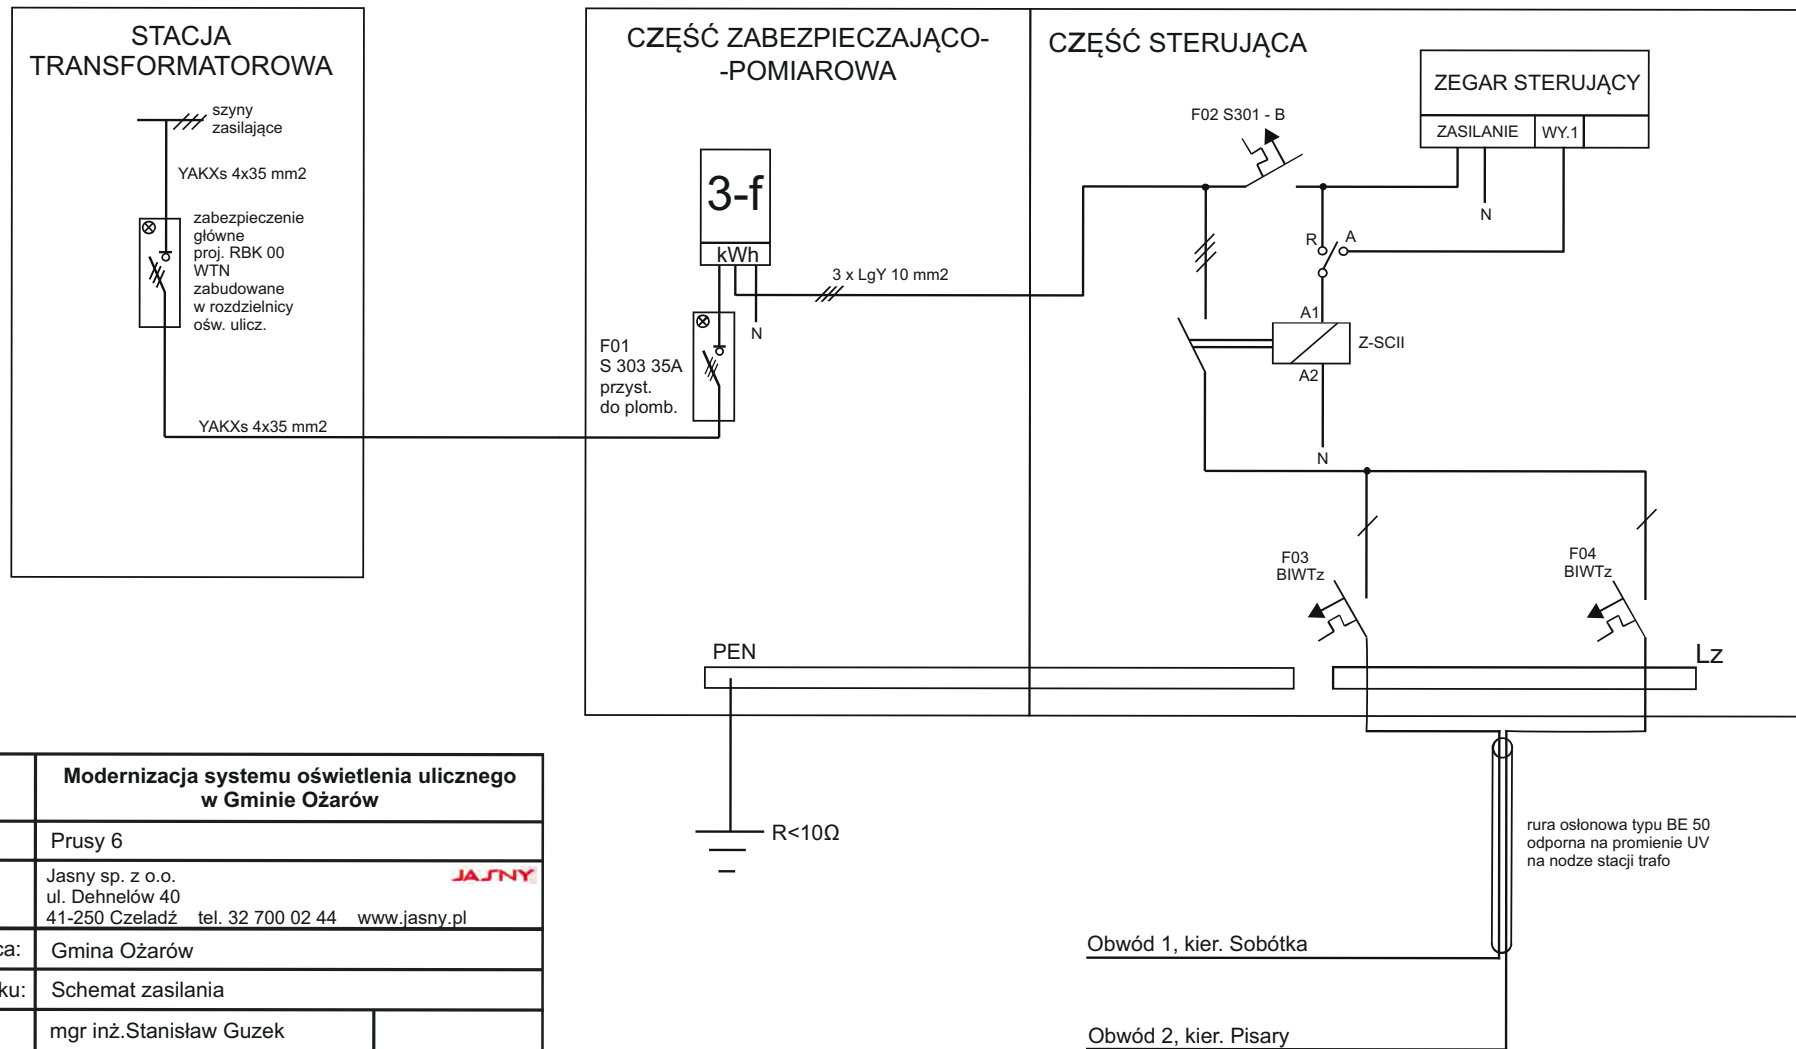 STACJA
TRANSFORMATOROWA
szyny
zasilające
YAKXs 4x35 mm2
zabezpieczenie
główne
proj. RBK 00
WTN
zabudowane
w rozdzielnicy
ośw. ulicz.
YAKXs 4x35 mm2
CZĘŚĆ ZABEZPIECZAJĄCO-
-POMIAROWA
3-f
kWh
N
3 x LgY 10 mm2
F01
S 303 35A
przyst.
do plomb.
PEN
R<10Ω
CZĘŚĆ STERUJĄCA
F02 S301 - B
ZEGAR STERUJĄCY
ZASILANIE WY.1
N
R A
A1
Z-SCII
A2
N
F03
BIWTz
F04
BIWTz
Lz
rura osłonowa typu BE 50
odporna na promienie UV
na nodze stacji trafo
Obwód 1, kier. Sobótka
Obwód 2, kier. Pisary
Modernizacja systemu oświetlenia ulicznego
w Gminie Ożarów
Prusy 6
Jasny sp. z o.o.
JASNY
ul. Dehnelów 40
41-250 Czeladź tel. 32 700 02 44 www.jasny.pl
ca: Gmina Ożarów
ku: Schemat zasilania
mgr inż.Stanisław Guzek